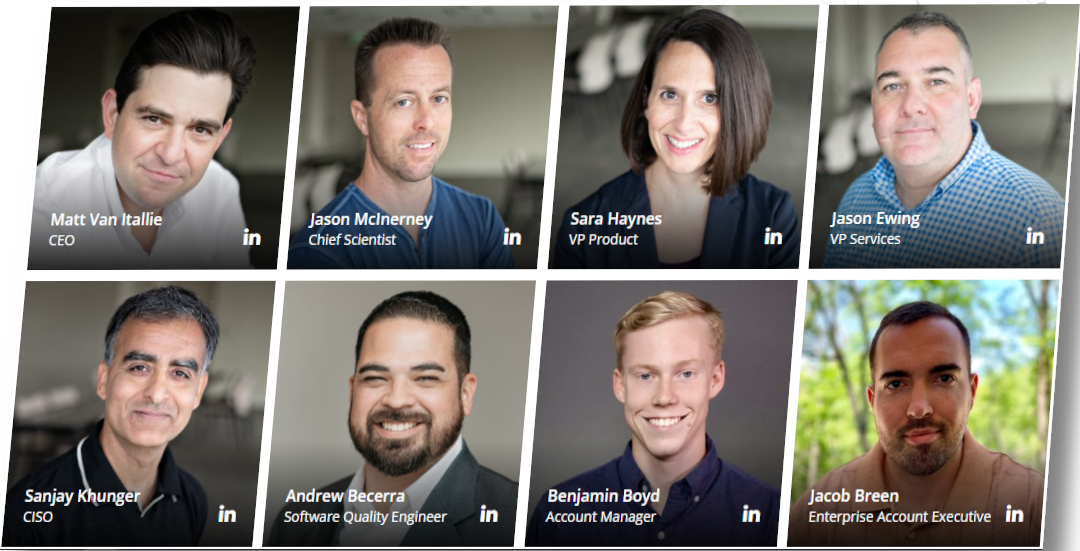 Matt Van Itallie
CEO
in
Jason McInerney
Chief Scientist
in
Sara Haynes
VP Product
in
Jason Ewing
VP Services
in
Sanjay Khunger
CISO
in
Andrew Becerra
Software Quality Engineer
in
Benjamin Boyd
Account Manager
in
Jacob Breen
Enterprise Account Executive
in